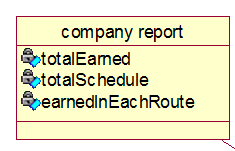 company report
totalEarned
totalSchedule
earnedInEachRoute